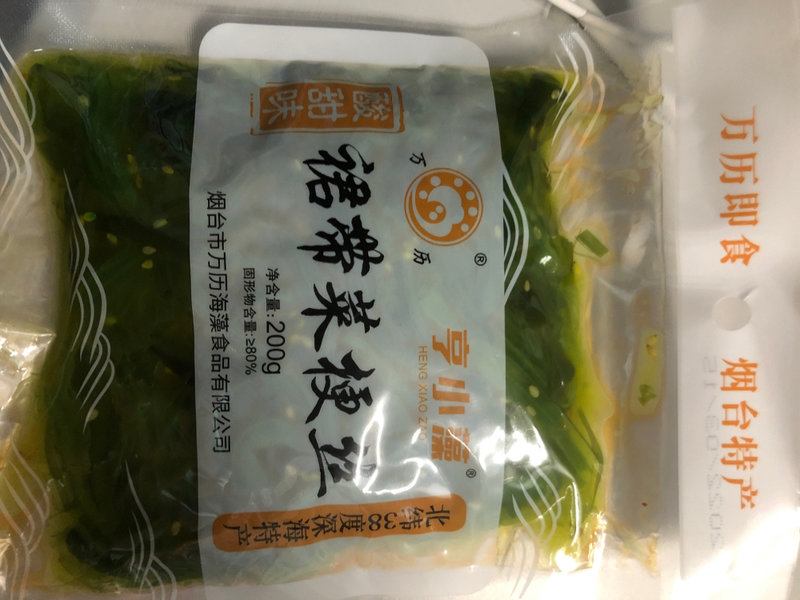 万历即食
烟台特产
万
历
®
亨小藻®
HENG XIAO ZAO
酸甜味
裙带菜梗丝
北纬38度深海特产
净含量:200g
固形物含量:≥80%
烟台市万历海藻食品有限公司